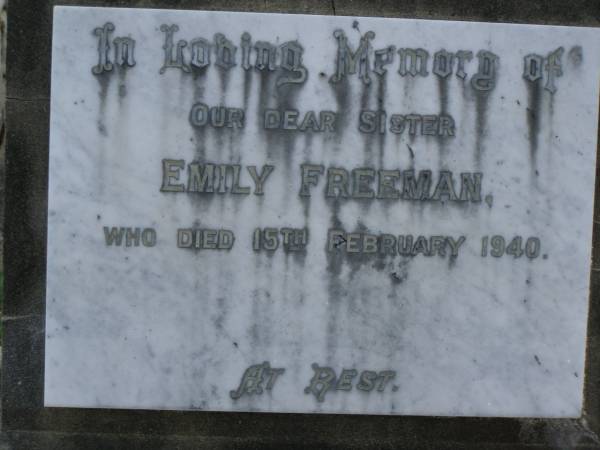 In Loving Memory of
OUR DEAR SISTER
EMILY FREEMAN,
WHO DIED 15TH FEBRUARY 1940.
AT REST.